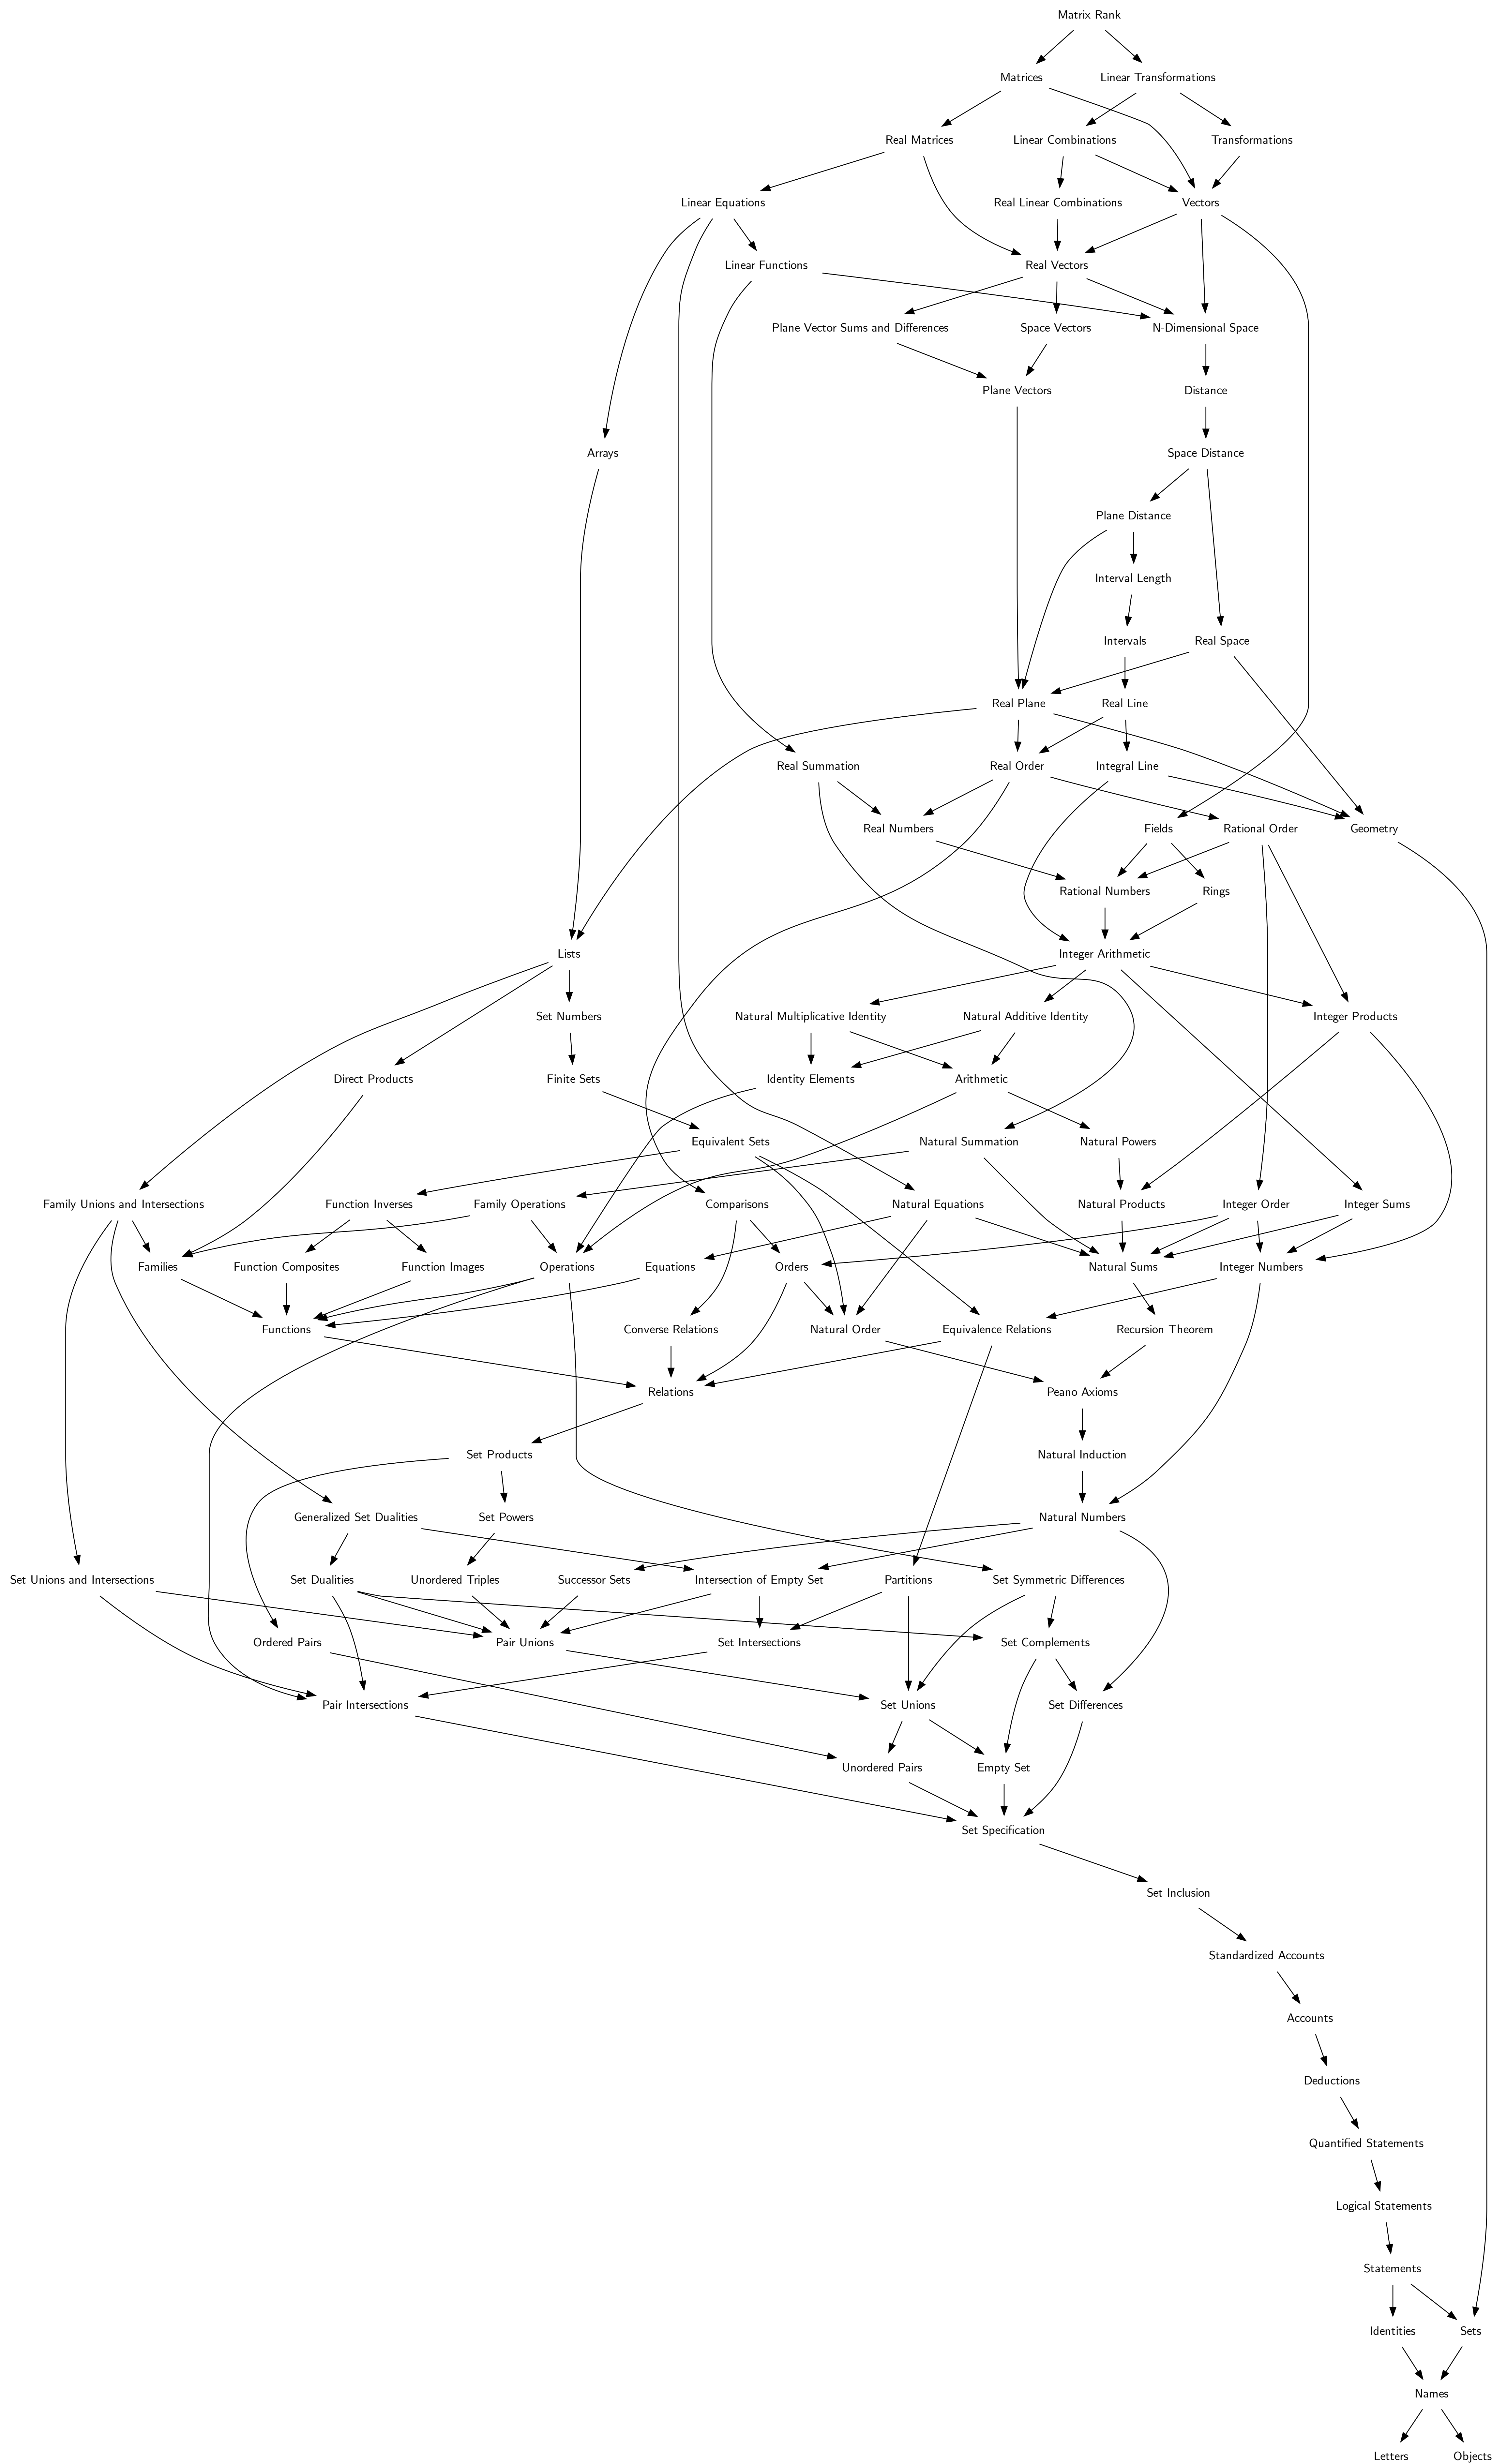 Matrix Rank
Matrices
Linear Transformations
Real Matrices
Linear Combinations
Transformations
Linear Equations
Real Linear Combinations
Vectors
Linear Functions
Real Vectors
Plane Vector Sums and Differences
Space Vectors
N-Dimensional Space
Plane Vectors
Distance
Arrays
Space Distance
Plane Distance
Interval Length
Intervals
Real Space
Real Plane
Real Line
Real Summation
Real Order
Integral Line
Real Numbers
Fields
Rational Order
Geometry
Rational Numbers
Rings
Lists
Integer Arithmetic
Set Numbers
Natural Multiplicative Identity
Natural Additive Identity
Integer Products
Direct Products
Finite Sets
Identity Elements
Arithmetic
Equivalent Sets
Natural Summation
Natural Powers
Family Unions and Intersections
Function Inverses
Family Operations
Comparisons
Natural Equations
Natural Products
Integer Order
Integer Sums
Families
Function Composites
Function Images
Operations
Equations
Orders
Natural Sums
Integer Numbers
Functions
Converse Relations
Natural Order
Equivalence Relations
Recursion Theorem
Relations
Peano Axioms
Set Products
Natural Induction
Generalized Set Dualities
Set Powers
Natural Numbers
Set Unions and Intersections
Set Dualities
Unordered Triples
Successor Sets
Intersection of Empty Set
Partitions
Set Symmetric Differences
Ordered Pairs
Pair Unions
Set Intersections
Set Complements
Pair Intersections
Set Unions
Set Differences
Unordered Pairs
Empty Set
Set Specification
Set Inclusion
Standardized Accounts
Accounts
Deductions
Quantified Statements
Logical Statements
Statements
Identities
Sets
Names
Letters
Objects